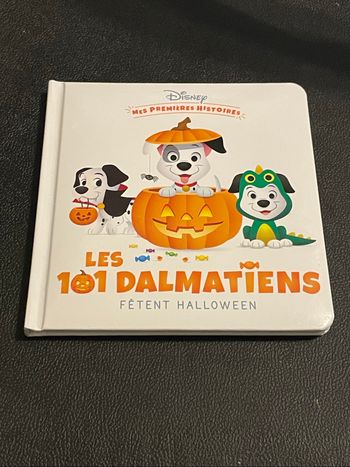 Disney
MES PREMIÈRES HISTOIRES
LES
101 DALMATIENS
FÊTENT HALLOWEEN